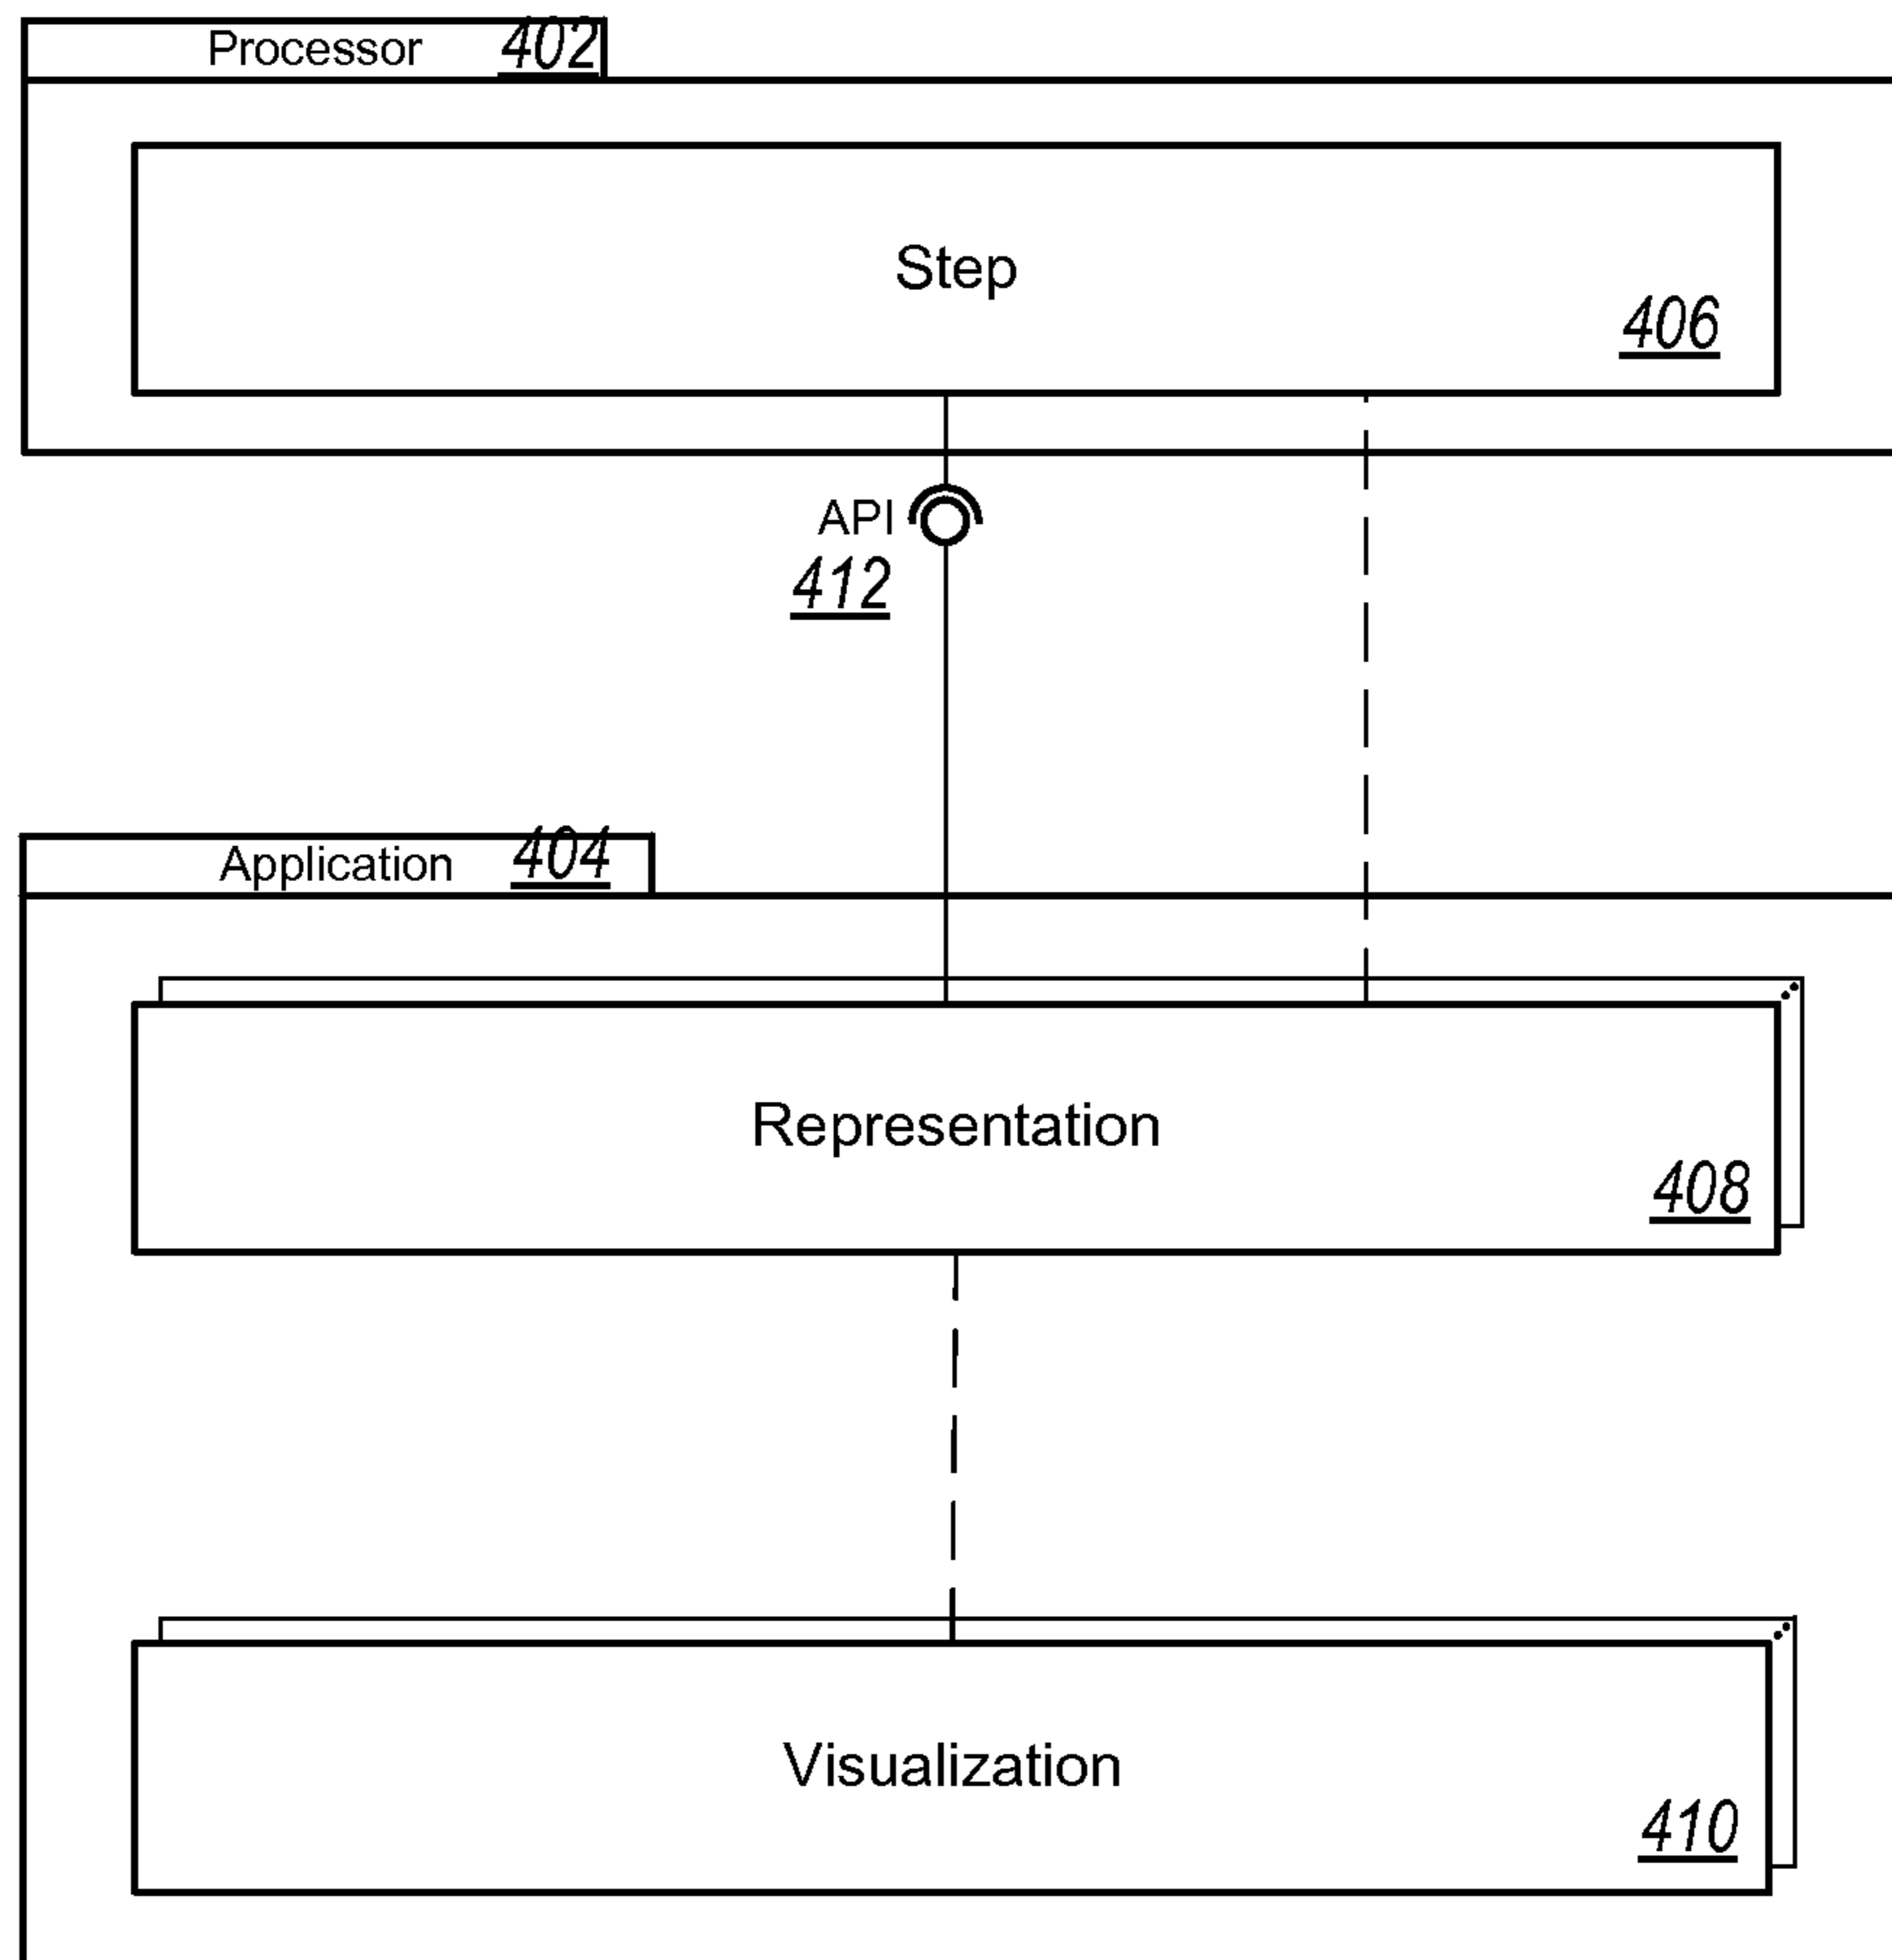 Processor 402
Step
406
API
412
Application 404
Representation
408
Visualization
410